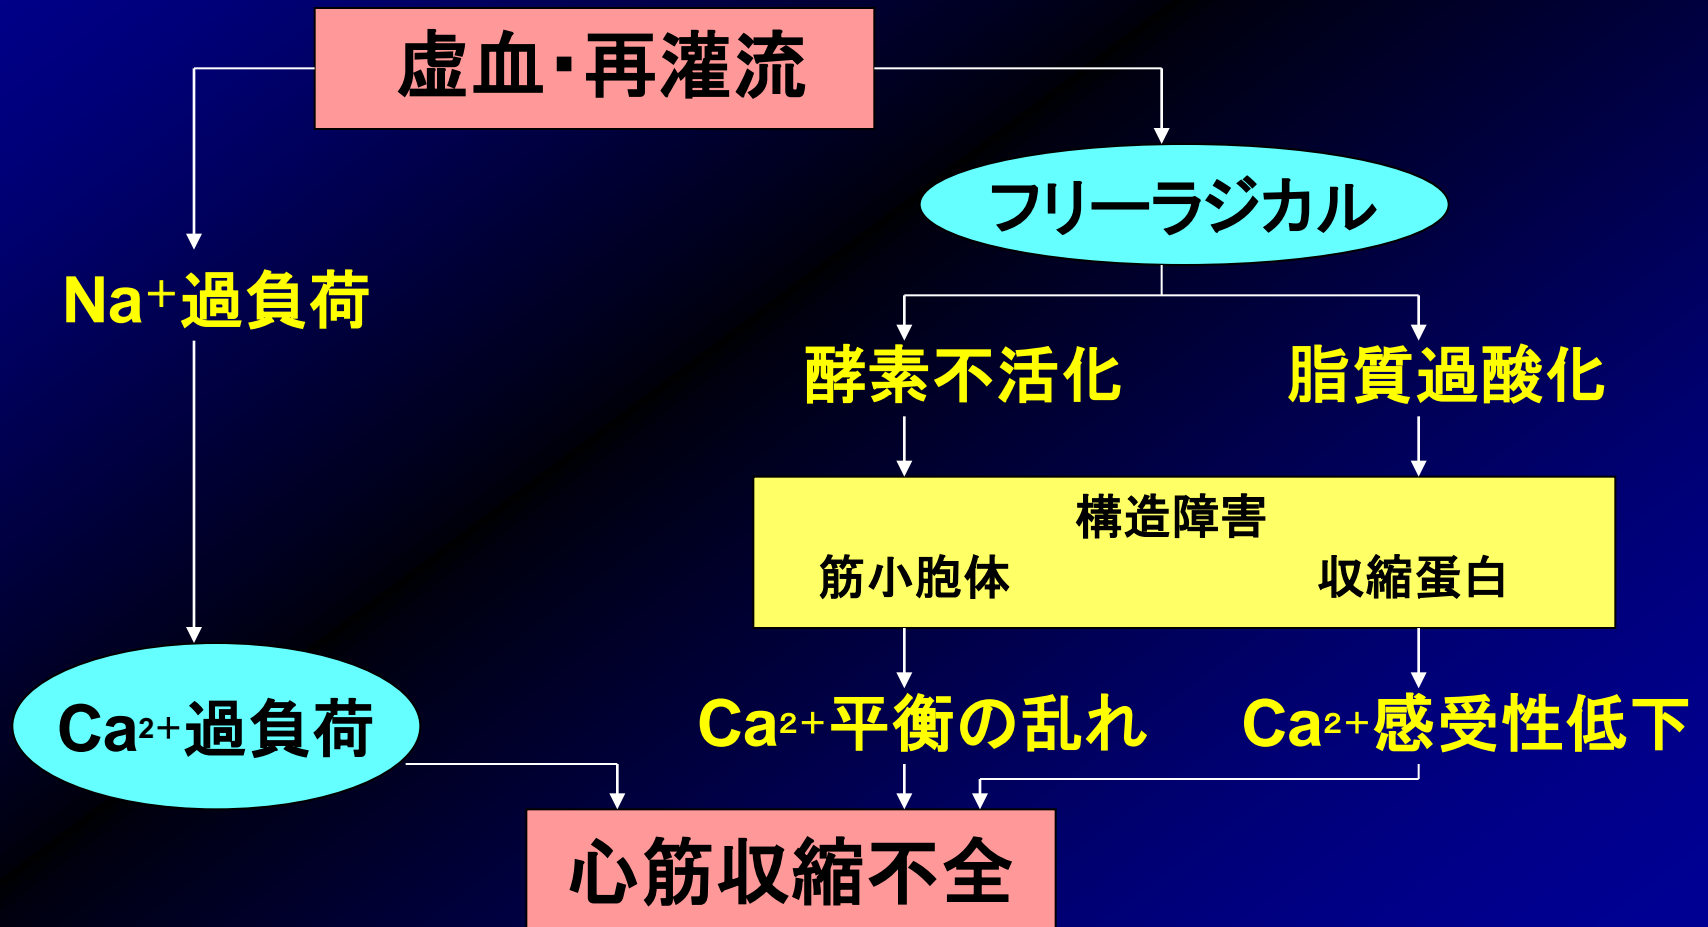 虚血・再灌流
フリーラジカル
Na⁺過負荷
酵素不活化
脂質過酸化
構造障害
筋小胞体 収縮蛋白
Ca²⁺過負荷
Ca²⁺平衡の乱れ
Ca²⁺感受性低下
心筋収縮不全